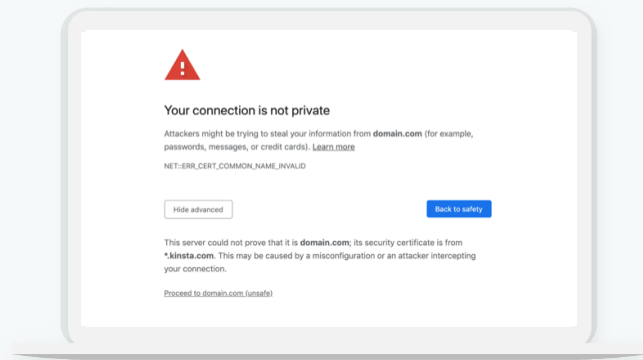 Your connection is not private
Attackers might be trying to steal your information from domain.com (for example,
passwords, messages, or credit cards). Learn more
NET::ERR_CERT_COMMON_NAME_INVALID
Hide advanced
Back to safety
This server could not prove that it is domain.com; its security certificate is from
*.kinsta.com. This may be caused by a misconfiguration or an attacker intercepting
your connection.
Proceed to domain.com (unsafe)